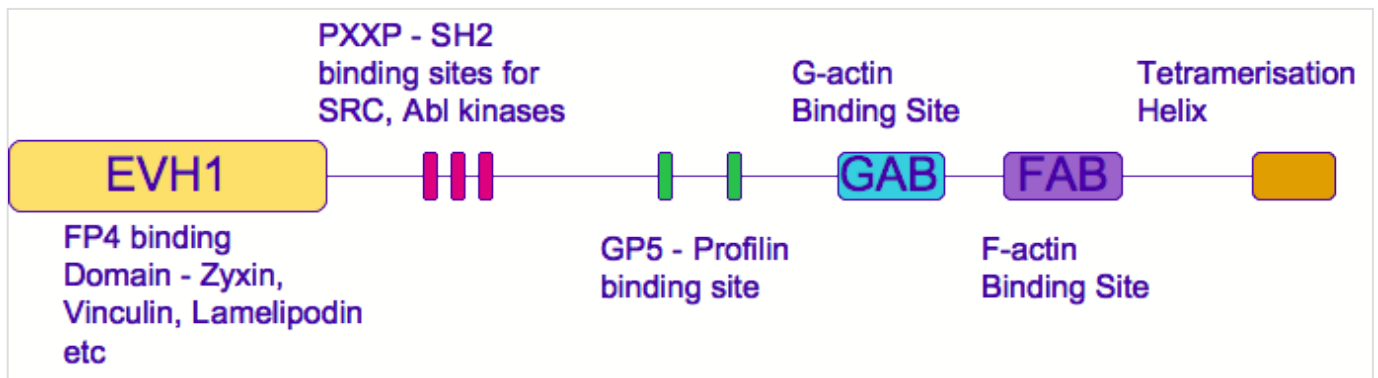 PXXP - SH2
binding sites for
SRC, Abl kinases
G-actin
Binding Site
Tetramerisation
Helix
EVH1
GAB
FAB
FP4 binding
Domain - Zyxin,
Vinculin, Lamelipodin
etc
GP5 - Profilin
binding site
F-actin
Binding Site